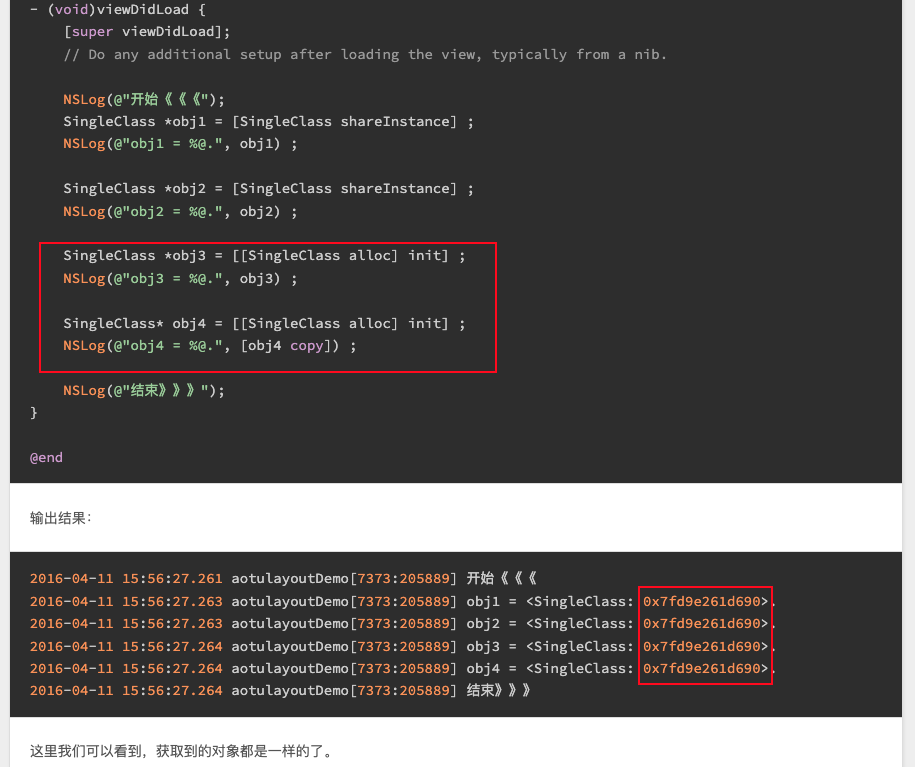 - (void)viewDidLoad {
[super viewDidLoad];
// Do any additional setup after loading the view, typically from a nib.
NSLog(@"开始《《《");
SingleClass *obj1 = [SingleClass shareInstance] ;
NSLog(@"obj1 = %@.", obj1) ;
SingleClass *obj2 = [SingleClass shareInstance] ;
NSLog(@"obj2 = %@.", obj2) ;
SingleClass *obj3 = [[SingleClass alloc] init] ;
NSLog(@"obj3 = %@.", obj3) ;
SingleClass* obj4 = [[SingleClass alloc] init] ;
NSLog(@"obj4 = %@.", [obj4 copy]) ;
NSLog(@"结束》》》");
}
@end
输出结果：
2016-04-11 15:56:27.261 aotulayoutDemo[7373:205889] 开始《《《
2016-04-11 15:56:27.263 aotulayoutDemo[7373:205889] obj1 = <SingleClass: 0x7fd9e261d690>.
2016-04-11 15:56:27.263 aotulayoutDemo[7373:205889] obj2 = <SingleClass: 0x7fd9e261d690>.
2016-04-11 15:56:27.264 aotulayoutDemo[7373:205889] obj3 = <SingleClass: 0x7fd9e261d690>.
2016-04-11 15:56:27.264 aotulayoutDemo[7373:205889] obj4 = <SingleClass: 0x7fd9e261d690>.
2016-04-11 15:56:27.264 aotulayoutDemo[7373:205889] 结束》》》
这里我们可以看到，获取到的对象都是一样的了。